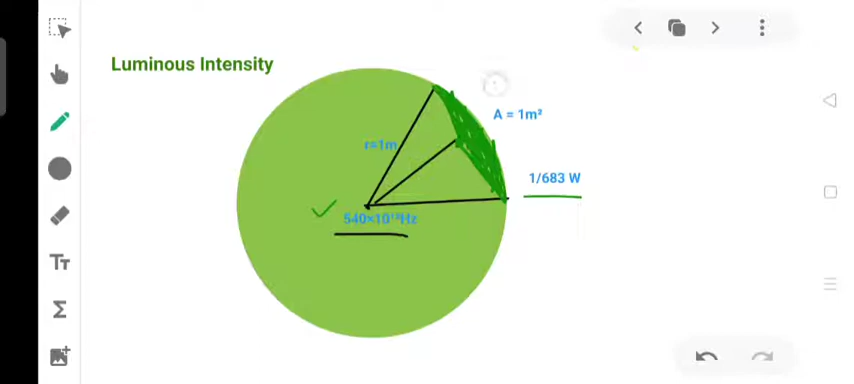 Luminous Intensity
A = 1m²
r=1m
1/683 W
540×10¹²Hz